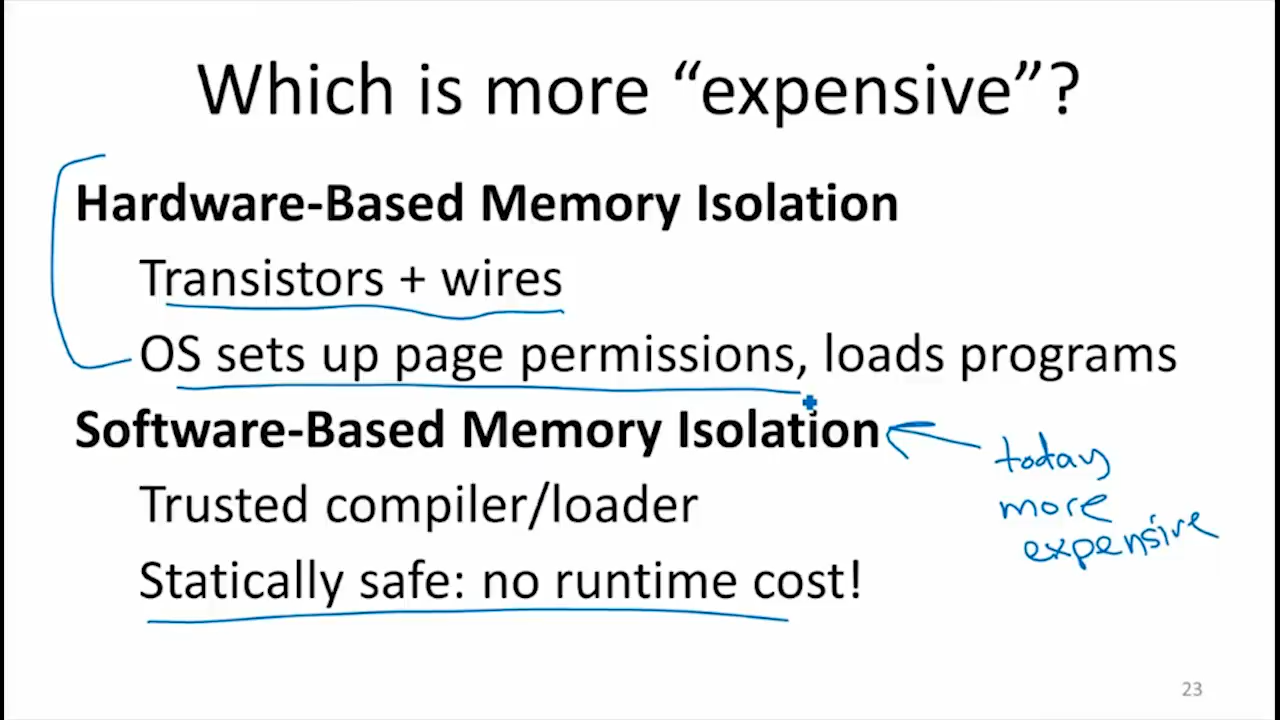 Which is more “expensive”?
Hardware-Based Memory Isolation
Transistors + wires
OS sets up page permissions, loads programs
Software-Based Memory Isolation
today
more
expensive
Trusted compiler/loader
Statically safe: no runtime cost!
23